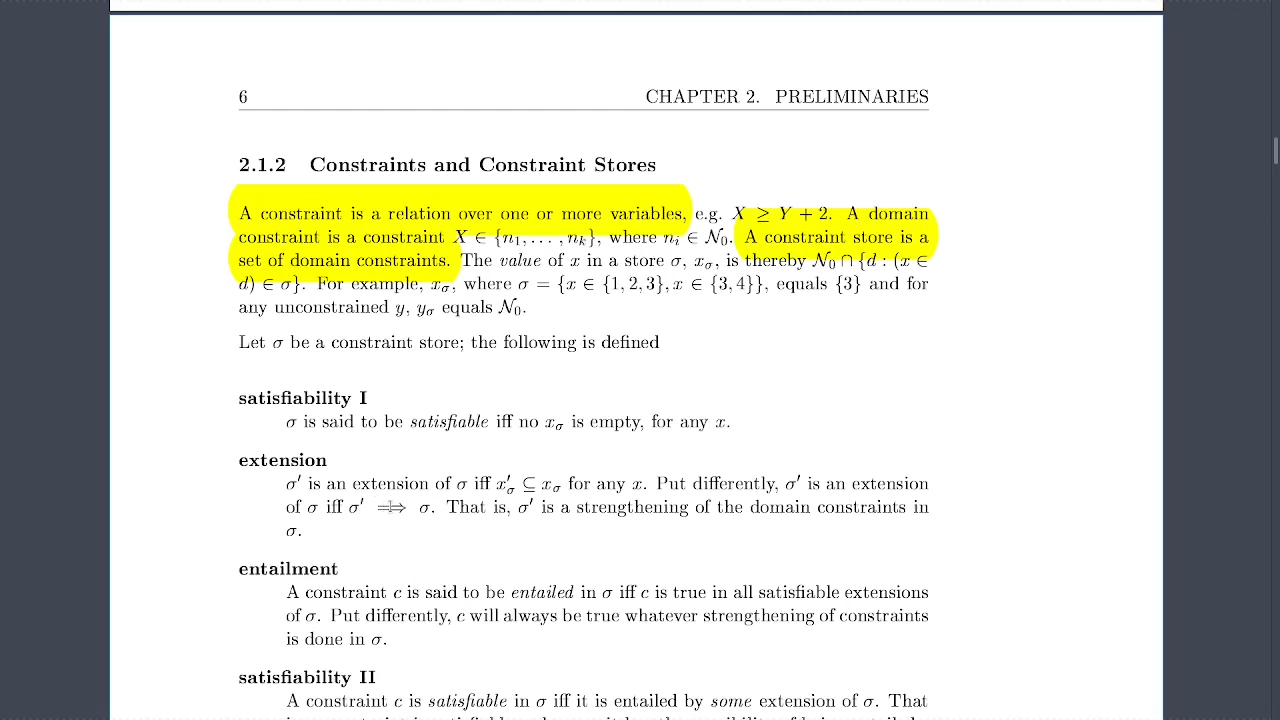 6 CHAPTER 2. PRELIMINARIES
2.1.2 Constraints and Constraint Stores
A constraint is a relation over one or more variables, e.g. X ≥ Y + 2. A domain
constraint is a constraint X ∈ {n₁, . . . , nₖ}, where nᵢ ∈ 𝒩₀. A constraint store is a
set of domain constraints. The value of x in a store σ, x_σ, is thereby 𝒩₀ ∩ {d : (x ∈
d) ∈ σ}. For example, x_σ, where σ = {x ∈ {1, 2, 3}, x ∈ {3, 4}}, equals {3} and for
any unconstrained y, y_σ equals 𝒩₀.
Let σ be a constraint store; the following is defined
satisfiability I
σ is said to be satisfiable iff no x_σ is empty, for any x.
extension
σ′ is an extension of σ iff x′_σ ⊆ x_σ for any x. Put differently, σ′ is an extension
of σ iff σ′ ⟹ σ. That is, σ′ is a strengthening of the domain constraints in
σ.
entailment
A constraint c is said to be entailed in σ iff c is true in all satisfiable extensions
of σ. Put differently, c will always be true whatever strengthening of constraints
is done in σ.
satisfiability II
A constraint c is satisfiable in σ iff it is entailed by some extension of σ. That